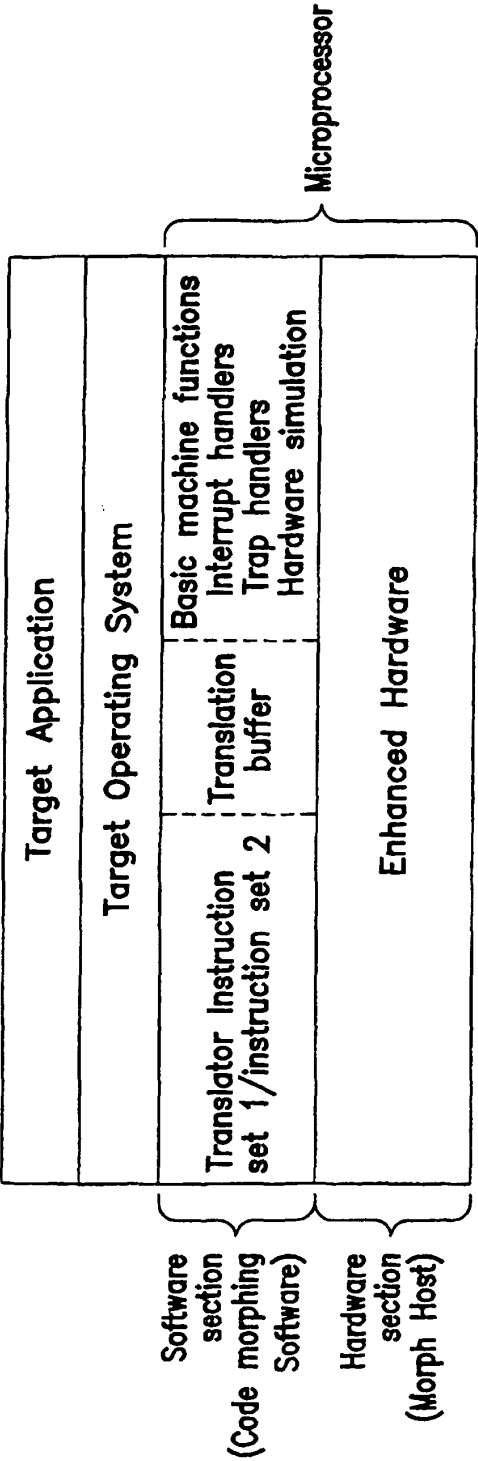 Target Application
Target Operating System
Software
section
(Code morphing
Software)
Translator Instruction
set 1/instruction set 2
Translation
buffer
Basic machine functions
Interrupt handlers
Trap handlers
Hardware simulation
Microprocessor
Hardware
section
(Morph Host)
Enhanced Hardware